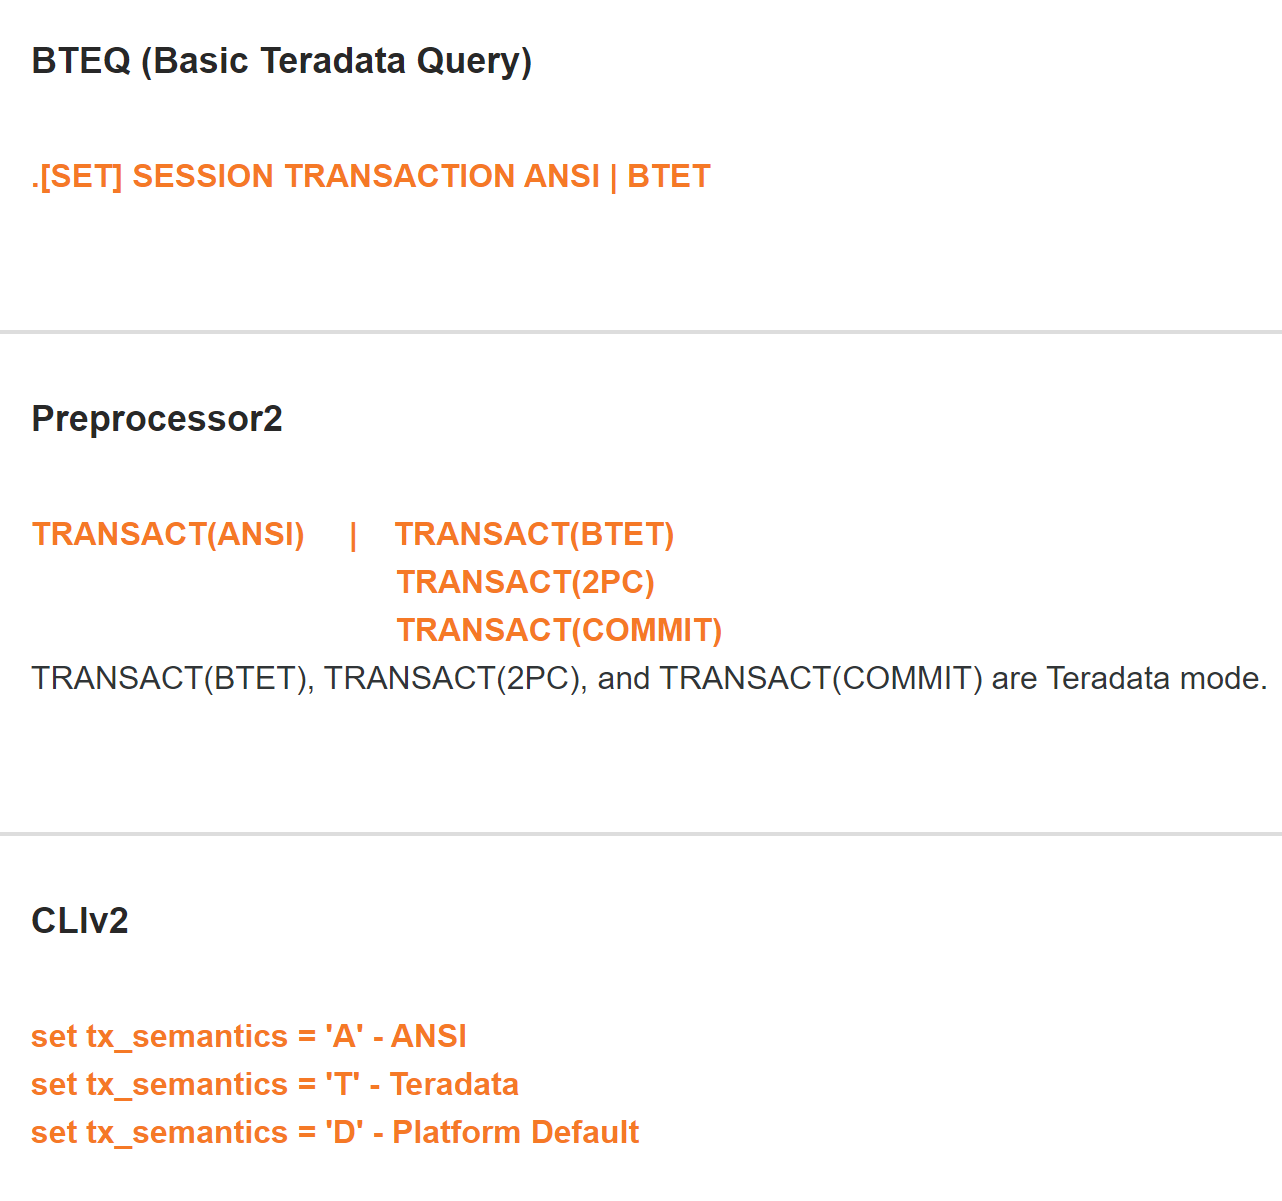 BTEQ (Basic Teradata Query)
.[SET] SESSION TRANSACTION ANSI | BTET
Preprocessor2
TRANSACT(ANSI) | TRANSACT(BTET)
TRANSACT(2PC)
TRANSACT(COMMIT)
TRANSACT(BTET), TRANSACT(2PC), and TRANSACT(COMMIT) are Teradata mode.
CLIv2
set tx_semantics = 'A' - ANSI
set tx_semantics = 'T' - Teradata
set tx_semantics = 'D' - Platform Default